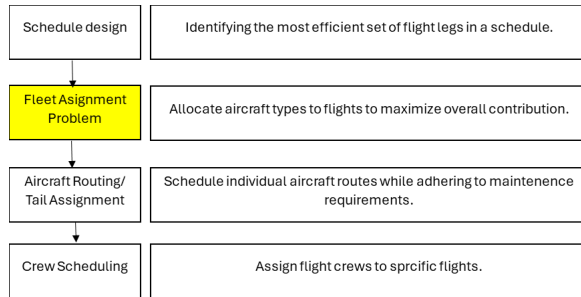 Schedule design
Identifying the most efficient set of flight legs in a schedule.
Fleet Asignment
Problem
Allocate aircraft types to flights to maximize overall contribution.
Aircraft Routing/
Tail Assignment
Schedule individual aircraft routes while adhering to maintenence
requirements.
Crew Scheduling
Assign flight crews to sprcific flights.